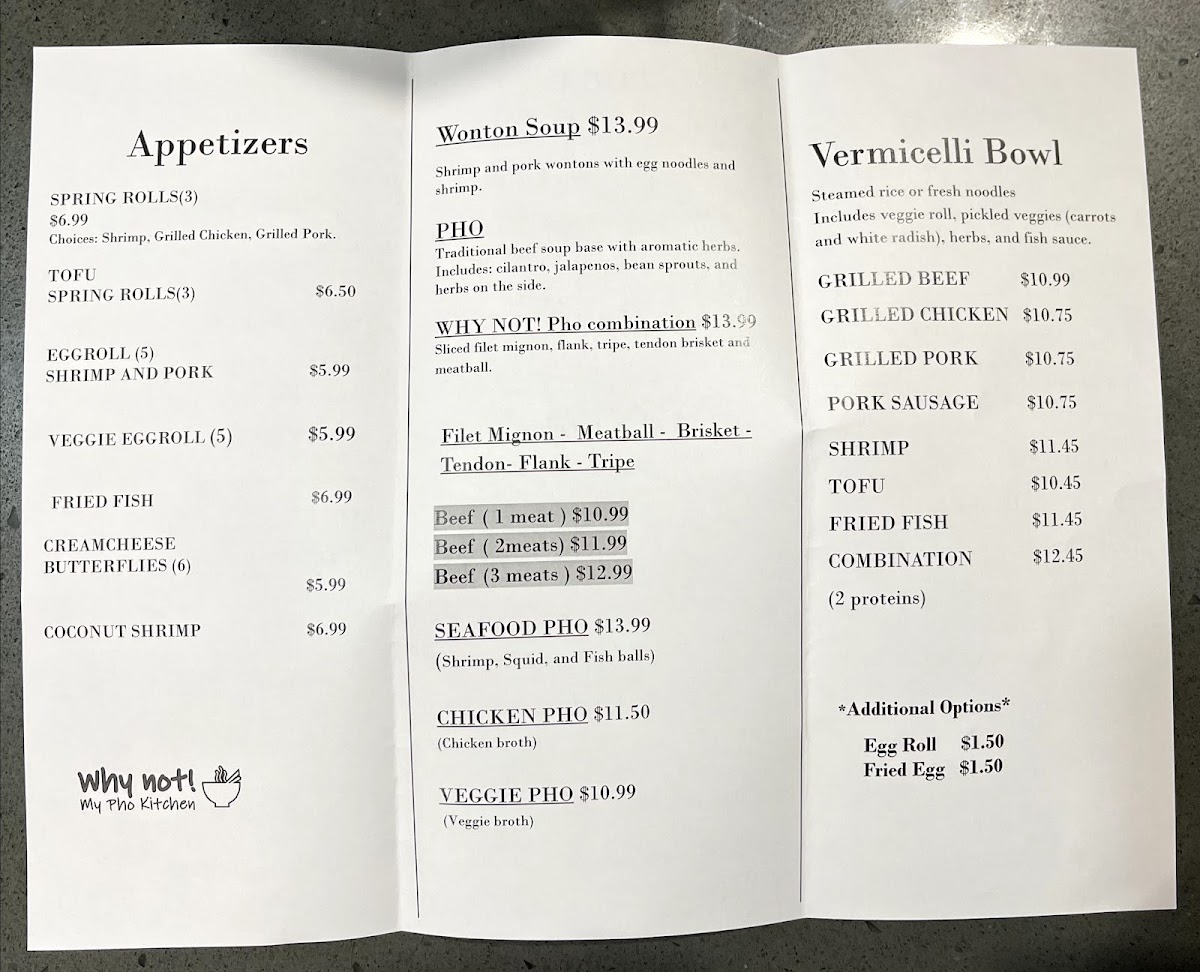 Appetizers
SPRING ROLLS(3)
$6.99
Choices: Shrimp, Grilled Chicken, Grilled Pork.
TOFU
SPRING ROLLS(3) $6.50
EGGROLL (5)
SHRIMP AND PORK $5.99
VEGGIE EGGROLL (5) $5.99
FRIED FISH $6.99
CREAMCHEESE
BUTTERFLIES (6)
$5.99
COCONUT SHRIMP $6.99
Why not!
My Pho Kitchen
Wonton Soup $13.99
Shrimp and pork wontons with egg noodles and
shrimp.
PHO
Traditional beef soup base with aromatic herbs.
Includes: cilantro, jalapenos, bean sprouts, and
herbs on the side.
WHY NOT! Pho combination $13.99
Sliced filet mignon, flank, tripe, tendon brisket and
meatball.
Filet Mignon - Meatball - Brisket -
Tendon- Flank - Tripe
Beef ( 1 meat ) $10.99
Beef ( 2meats) $11.99
Beef (3 meats ) $12.99
SEAFOOD PHO $13.99
(Shrimp, Squid, and Fish balls)
CHICKEN PHO $11.50
(Chicken broth)
VEGGIE PHO $10.99
(Veggie broth)
Vermicelli Bowl
Steamed rice or fresh noodles
Includes veggie roll, pickled veggies (carrots
and white radish), herbs, and fish sauce.
GRILLED BEEF $10.99
GRILLED CHICKEN $10.75
GRILLED PORK $10.75
PORK SAUSAGE $10.75
SHRIMP $11.45
TOFU $10.45
FRIED FISH $11.45
COMBINATION $12.45
(2 proteins)
*Additional Options*
Egg Roll $1.50
Fried Egg $1.50